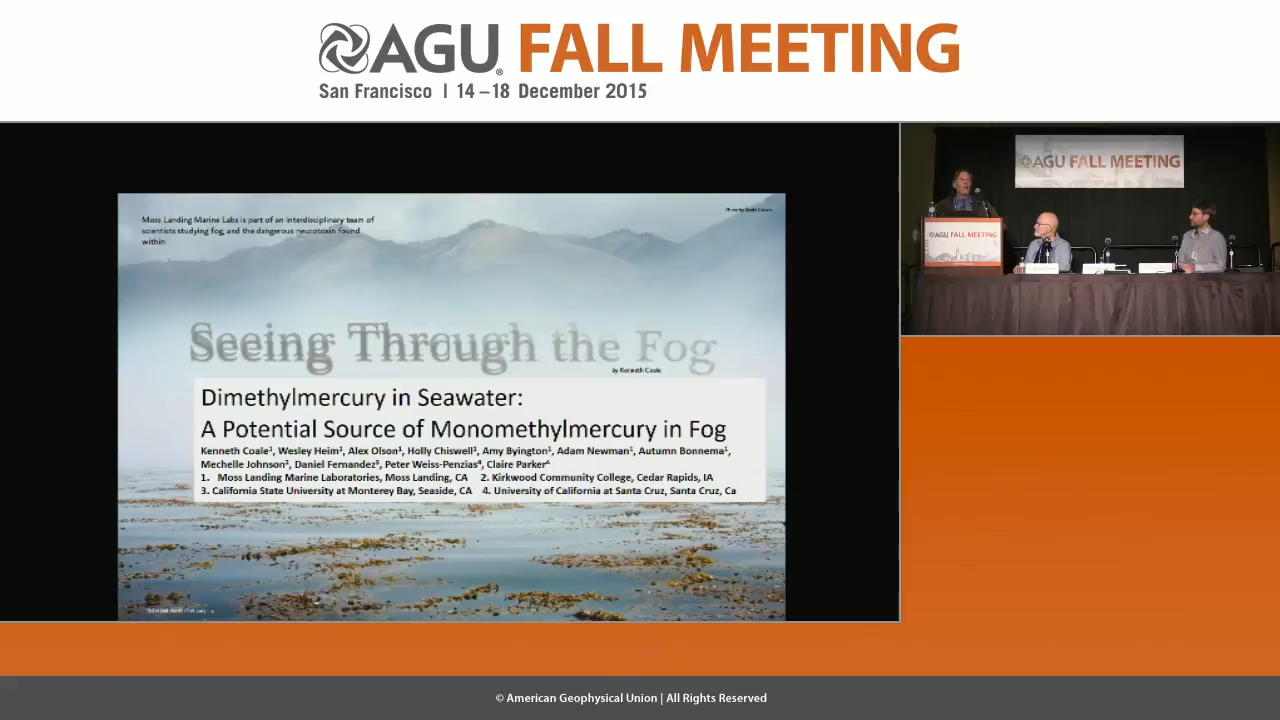 AGU FALL MEETING
San Francisco | 14–18 December 2015
Moss Landing Marine Labs is part of an interdisciplinary team of
scientists studying fog, and the dangerous neurotoxin found
within
Seeing Through the Fog
by Kenneth Coale
Dimethylmercury in Seawater:
A Potential Source of Monomethylmercury in Fog
Kenneth Coale¹, Wesley Heim¹, Alex Olson¹, Holly Chiswell¹, Amy Byington¹, Adam Newman¹, Autumn Bonnema¹,
Mechelle Johnson², Daniel Fernandez³, Peter Weiss-Penzias⁴, Claire Parker⁴
1. Moss Landing Marine Laboratories, Moss Landing, CA 2. Kirkwood Community College, Cedar Rapids, IA
3. California State University at Monterey Bay, Seaside, CA 4. University of California at Santa Cruz, Santa Cruz, Ca
AGU FALL MEETING
AGU FALL MEETING
© American Geophysical Union | All Rights Reserved